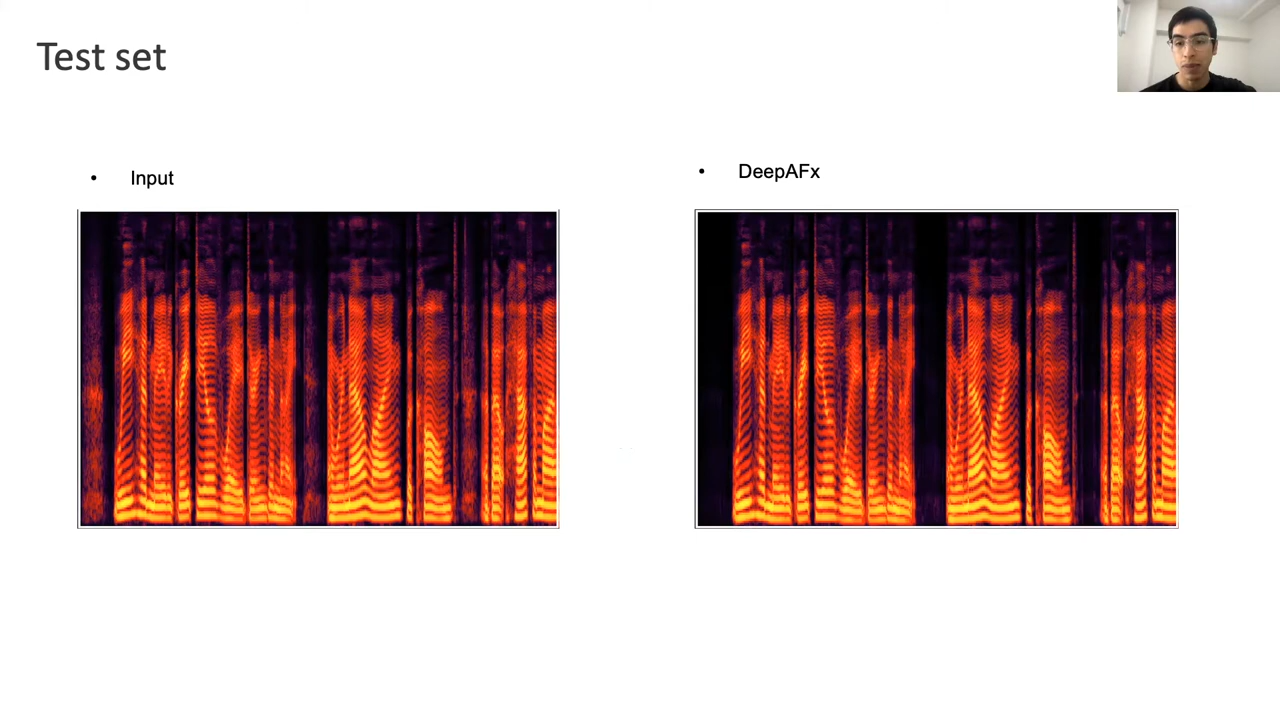 Test set
• Input
• DeepAFx